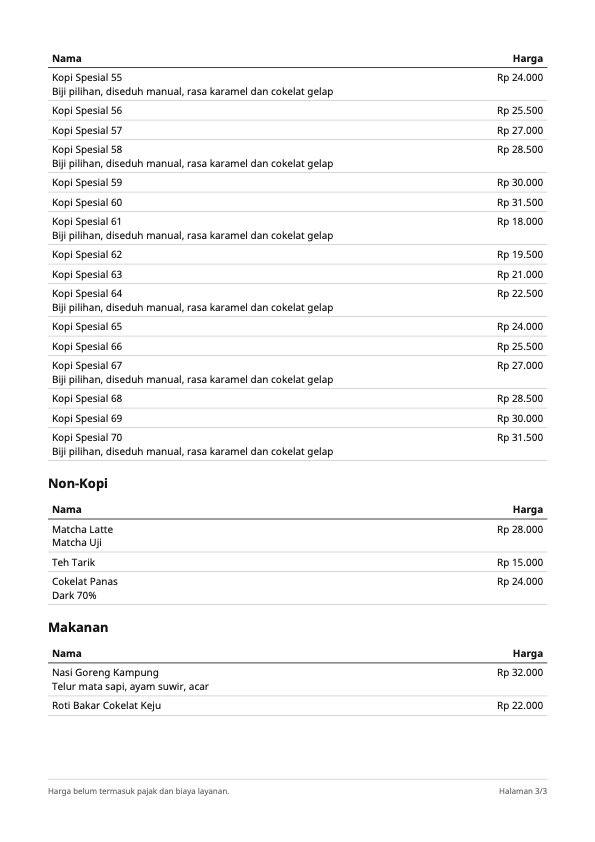 Nama Harga
Kopi Spesial 55 Rp 24.000
Biji pilihan, diseduh manual, rasa karamel dan cokelat gelap
Kopi Spesial 56 Rp 25.500
Kopi Spesial 57 Rp 27.000
Kopi Spesial 58 Rp 28.500
Biji pilihan, diseduh manual, rasa karamel dan cokelat gelap
Kopi Spesial 59 Rp 30.000
Kopi Spesial 60 Rp 31.500
Kopi Spesial 61 Rp 18.000
Biji pilihan, diseduh manual, rasa karamel dan cokelat gelap
Kopi Spesial 62 Rp 19.500
Kopi Spesial 63 Rp 21.000
Kopi Spesial 64 Rp 22.500
Biji pilihan, diseduh manual, rasa karamel dan cokelat gelap
Kopi Spesial 65 Rp 24.000
Kopi Spesial 66 Rp 25.500
Kopi Spesial 67 Rp 27.000
Biji pilihan, diseduh manual, rasa karamel dan cokelat gelap
Kopi Spesial 68 Rp 28.500
Kopi Spesial 69 Rp 30.000
Kopi Spesial 70 Rp 31.500
Biji pilihan, diseduh manual, rasa karamel dan cokelat gelap
Non-Kopi
Nama Harga
Matcha Latte Rp 28.000
Matcha Uji
Teh Tarik Rp 15.000
Cokelat Panas Rp 24.000
Dark 70%
Makanan
Nama Harga
Nasi Goreng Kampung Rp 32.000
Telur mata sapi, ayam suwir, acar
Roti Bakar Cokelat Keju Rp 22.000
Harga belum termasuk pajak dan biaya layanan. Halaman 3/3